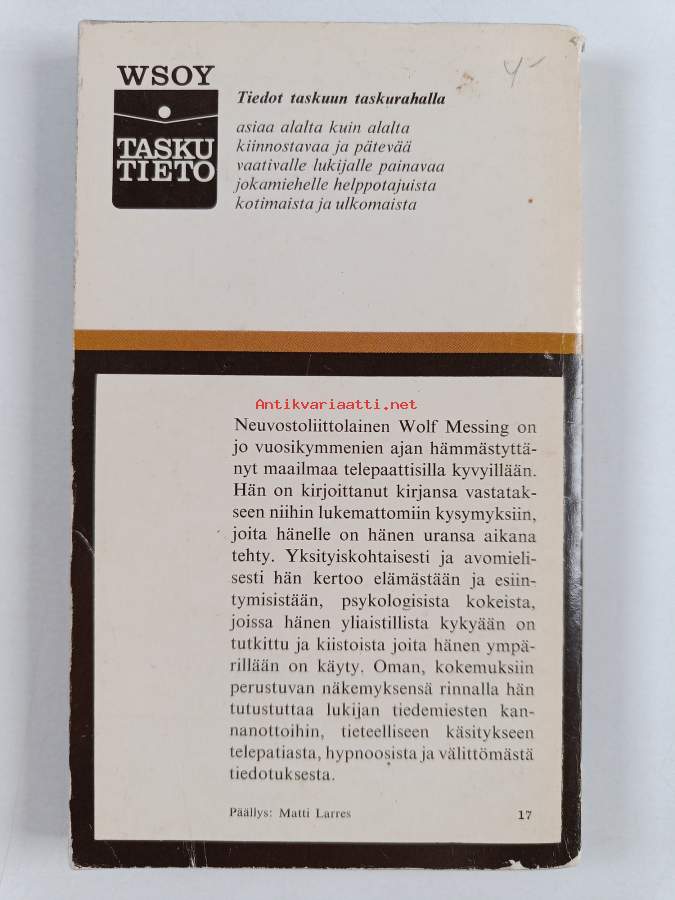 WSOY
TASKU
TIETO
Tiedot taskuun taskurahalla
asiaa alalta kuin alalta
kiinnostavaa ja pätevää
vaativalle lukijalle painavaa
jokamiehelle helppotajuista
kotimaista ja ulkomaista
4-
Antikvariaatti.net
Neuvostoliittolainen Wolf Messing on
jo vuosikymmenien ajan hämmästyttä-
nyt maailmaa telepaattisilla kyvyillään.
Hän on kirjoittanut kirjansa vastatak-
seen niihin lukemattomiin kysymyksiin,
joita hänelle on hänen uransa aikana
tehty. Yksityiskohtaisesti ja avomieli-
sesti hän kertoo elämästään ja esiin-
tymisistään, psykologisista kokeista,
joissa hänen yliaistillista kykyään on
tutkittu ja kiistoista joita hänen ympä-
rillään on käyty. Oman, kokemuksiin
perustuvan näkemyksensä rinnalla hän
tutustuttaa lukijan tiedemiesten kan-
nanottoihin, tieteelliseen käsitykseen
telepatiasta, hypnoosista ja välittömästä
tiedotuksesta.
Päällys: Matti Larres
17